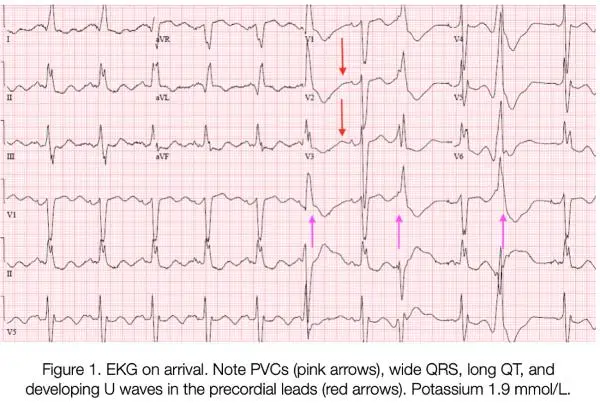 I aVR V1 V4
II aVL V2 V5
III aVF V3 V6
V1
II
V5
Figure 1. EKG on arrival. Note PVCs (pink arrows), wide QRS, long QT, and
developing U waves in the precordial leads (red arrows). Potassium 1.9 mmol/L.